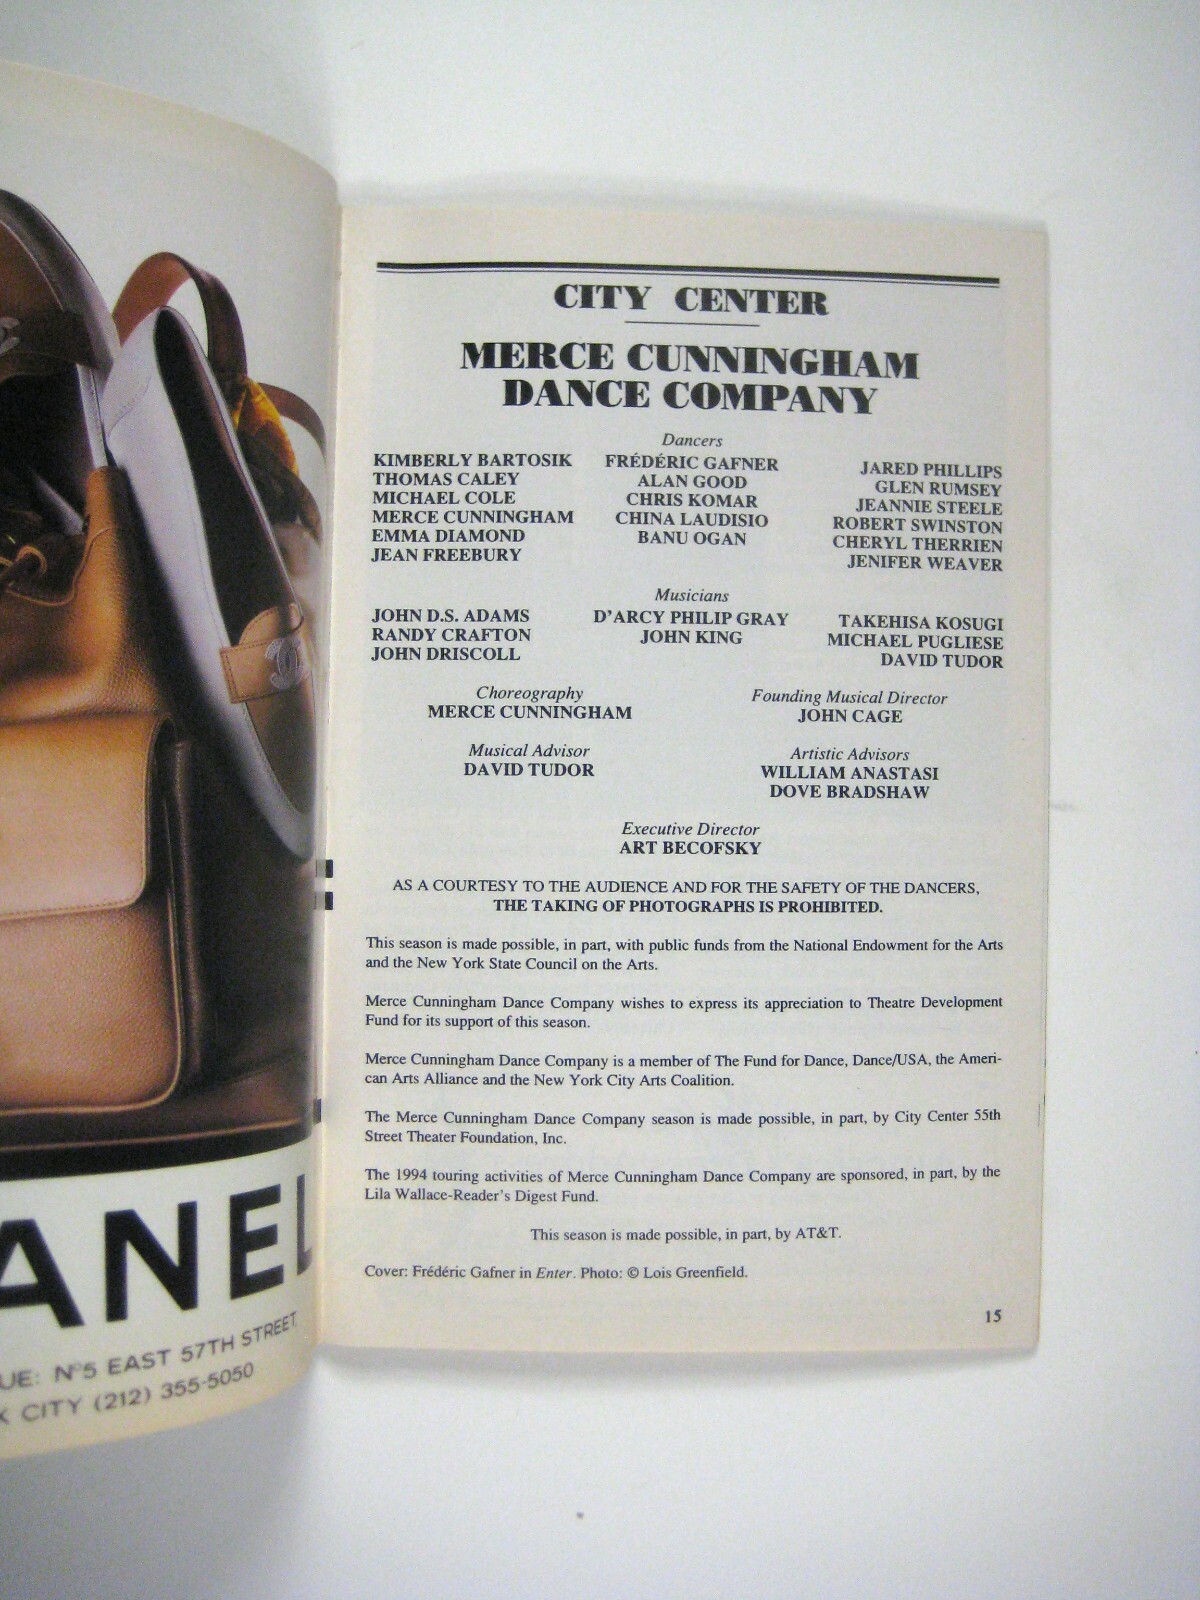 ANEL
UE: Nº5 EAST 57TH STREET,
K CITY (212) 355-5050
CITY CENTER
MERCE CUNNINGHAM
DANCE COMPANY
Dancers
KIMBERLY BARTOSIK
THOMAS CALEY
MICHAEL COLE
MERCE CUNNINGHAM
EMMA DIAMOND
JEAN FREEBURY
FRÉDÉRIC GAFNER
ALAN GOOD
CHRIS KOMAR
CHINA LAUDISIO
BANU OGAN
JARED PHILLIPS
GLEN RUMSEY
JEANNIE STEELE
ROBERT SWINSTON
CHERYL THERRIEN
JENIFER WEAVER
Musicians
JOHN D.S. ADAMS
RANDY CRAFTON
JOHN DRISCOLL
D'ARCY PHILIP GRAY
JOHN KING
TAKEHISA KOSUGI
MICHAEL PUGLIESE
DAVID TUDOR
Choreography
MERCE CUNNINGHAM
Founding Musical Director
JOHN CAGE
Musical Advisor
DAVID TUDOR
Artistic Advisors
WILLIAM ANASTASI
DOVE BRADSHAW
Executive Director
ART BECOFSKY
AS A COURTESY TO THE AUDIENCE AND FOR THE SAFETY OF THE DANCERS,
THE TAKING OF PHOTOGRAPHS IS PROHIBITED.
This season is made possible, in part, with public funds from the National Endowment for the Arts
and the New York State Council on the Arts.
Merce Cunningham Dance Company wishes to express its appreciation to Theatre Development
Fund for its support of this season.
Merce Cunningham Dance Company is a member of The Fund for Dance, Dance/USA, the Ameri-
can Arts Alliance and the New York City Arts Coalition.
The Merce Cunningham Dance Company season is made possible, in part, by City Center 55th
Street Theater Foundation, Inc.
The 1994 touring activities of Merce Cunningham Dance Company are sponsored, in part, by the
Lila Wallace-Reader's Digest Fund.
This season is made possible, in part, by AT&T.
Cover: Frédéric Gafner in Enter. Photo: © Lois Greenfield.
15